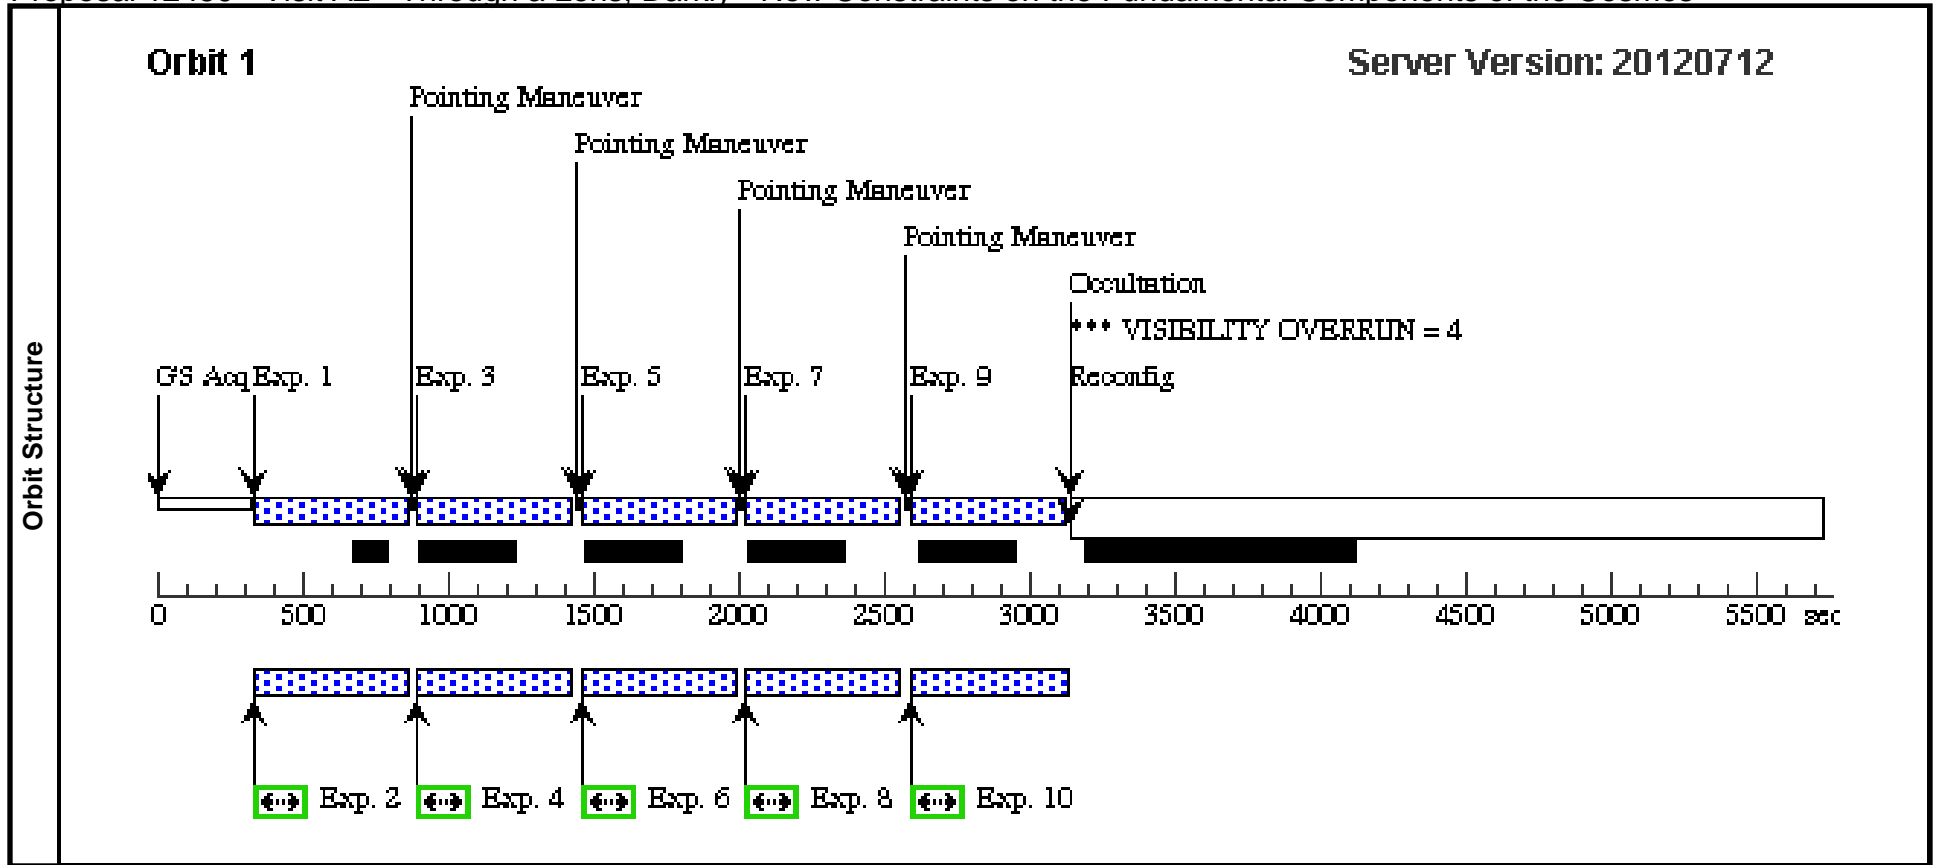 Orbit 1
Server Version: 20120712
Pointing Maneuver
Pointing Maneuver
Pointing Maneuver
Pointing Maneuver
Occultation
*** VISIBILITY OVERRUN = 4
GS Acq Exp. 1 Exp. 3 Exp. 5 Exp. 7 Exp. 9 Reconfig
Orbit Structure
0 500 1000 1500 2000 2500 3000 3500 4000 4500 5000 5500 sec
Exp. 2 Exp. 4 Exp. 6 Exp. 8 Exp. 10